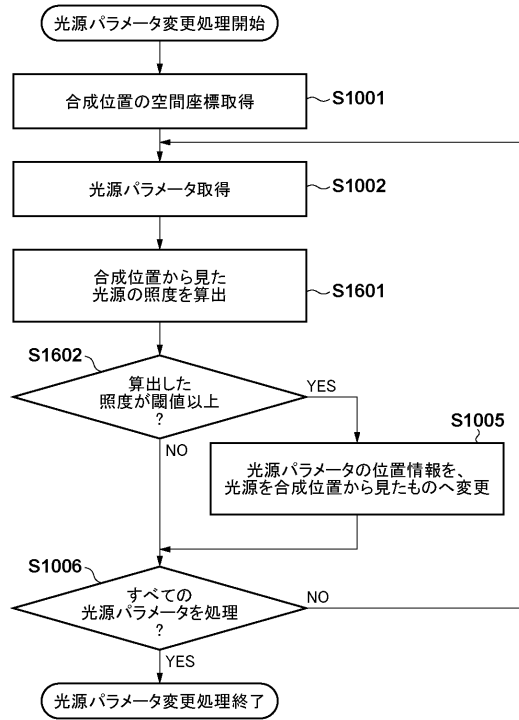 光源パラメータ変更処理開始
合成位置の空間座標取得
S1001
光源パラメータ取得
S1002
合成位置から見た
光源の照度を算出
S1601
S1602
算出した
照度が閾値以上
?
YES
NO
S1005
光源パラメータの位置情報を、
光源を合成位置から見たものへ変更
S1006
すべての
光源パラメータを処理
?
NO
YES
光源パラメータ変更処理終了